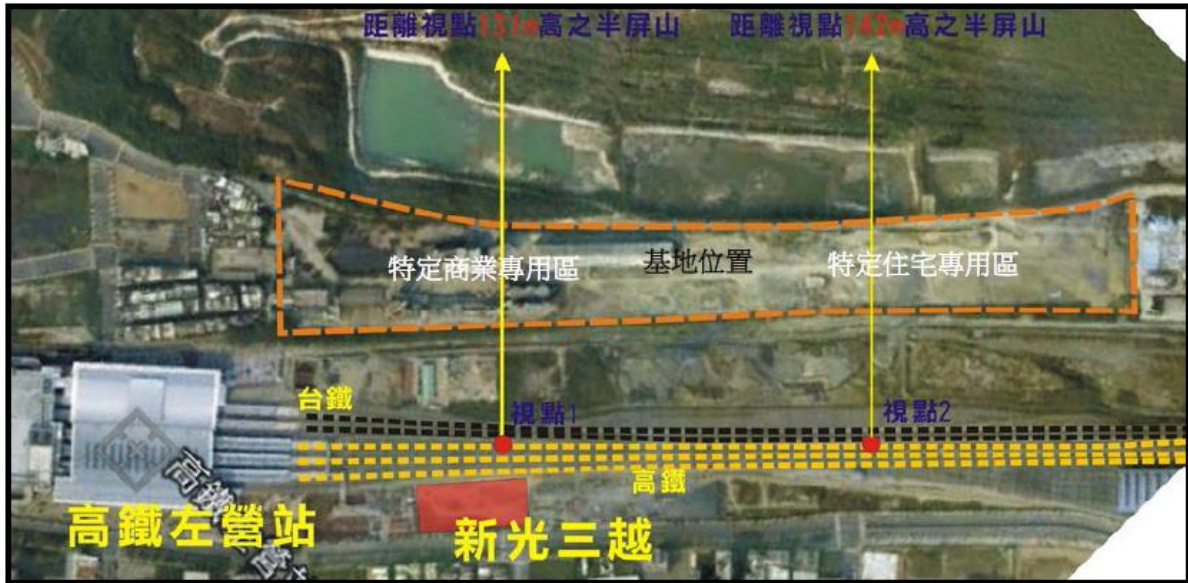 距離視點131m高之半屏山
距離視點142m高之半屏山
特定商業專用區
基地位置
特定住宅專用區
台鐵
視點1
視點2
高鐵
高鐵左營站
新光三越